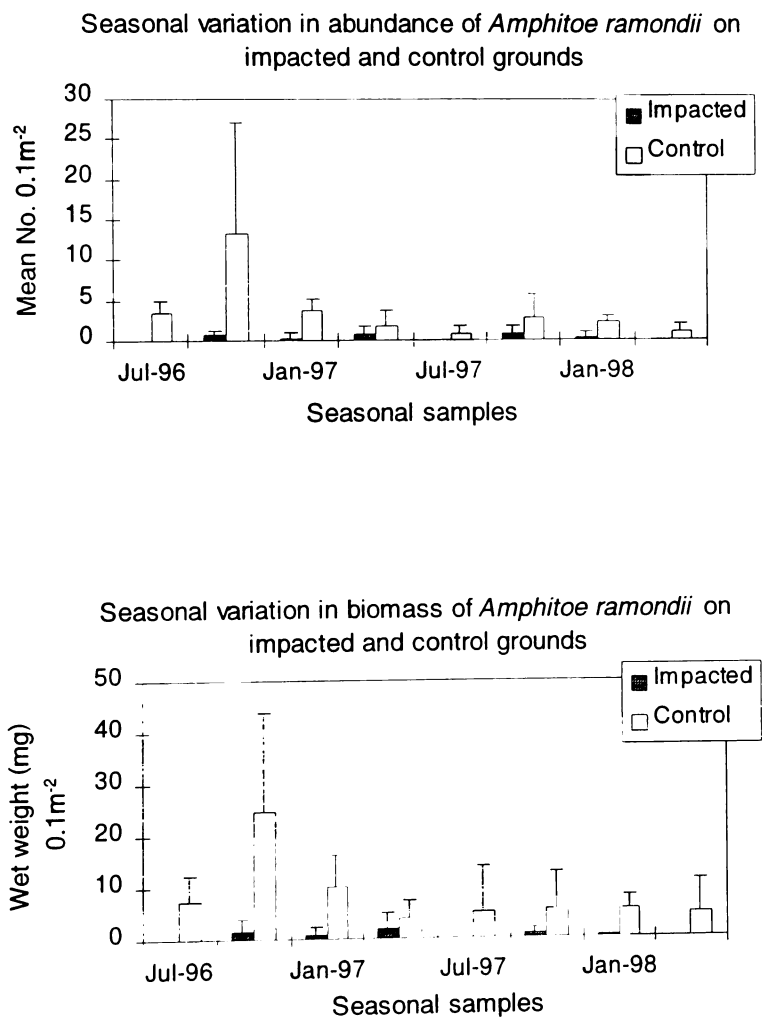 Seasonal variation in abundance of Amphitoe ramondii on
impacted and control grounds
Impacted
Control
30
25
20
15
10
5
0
Mean No. 0.1m-2
Jul-96 Jan-97 Jul-97 Jan-98
Seasonal samples
Seasonal variation in biomass of Amphitoe ramondii on
impacted and control grounds
Impacted
Control
50
40
30
20
10
0
Wet weight (mg)
0.1m-2
Jul-96 Jan-97 Jul-97 Jan-98
Seasonal samples